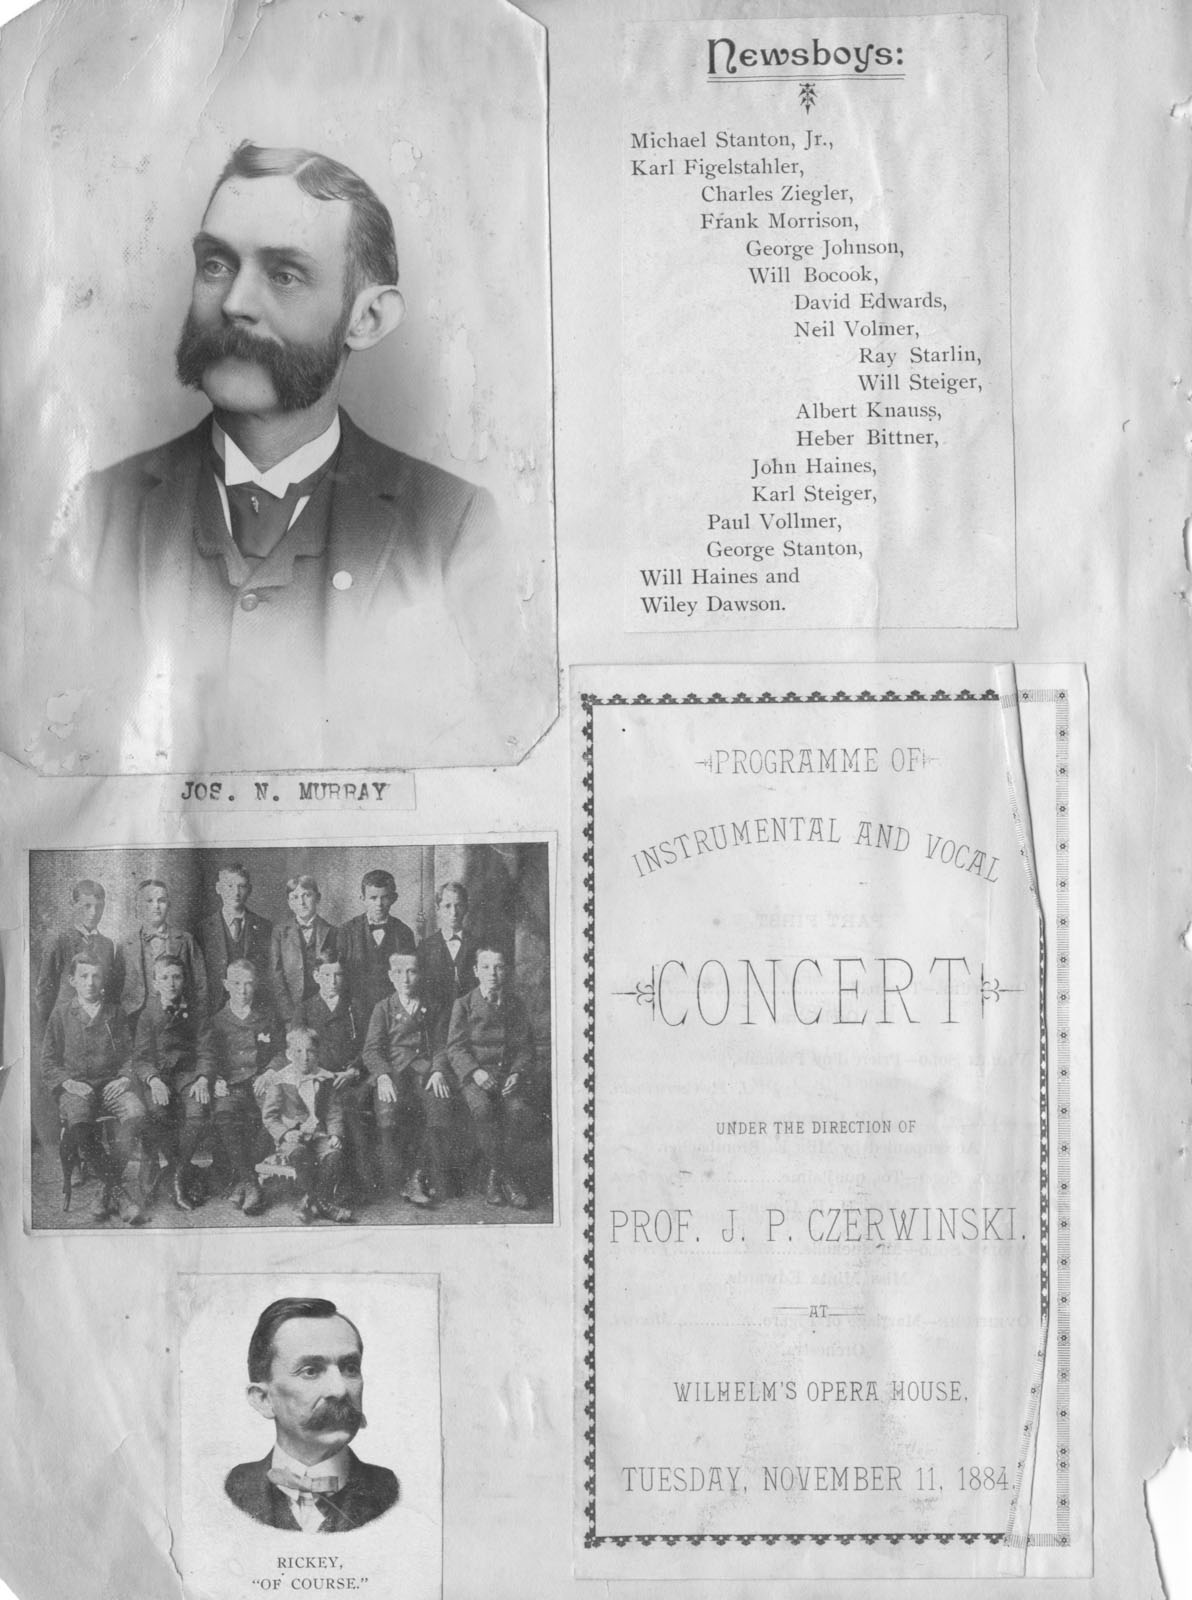 Newsboys:
Michael Stanton, Jr.,
Karl Figelstahler,
Charles Ziegler,
Frank Morrison,
George Johnson,
Will Bocook,
David Edwards,
Neil Volmer,
Ray Starlin,
Will Steiger,
Albert Knauss,
Heber Bittner,
John Haines,
Karl Steiger,
Paul Vollmer,
George Stanton,
Will Haines and
Wiley Dawson.
JOS. N. MURRAY
PROGRAMME OF
INSTRUMENTAL AND VOCAL
CONCERT
UNDER THE DIRECTION OF
PROF. J. P. CZERWINSKI.
AT
WILHELM'S OPERA HOUSE,
TUESDAY, NOVEMBER 11, 1884.
RICKEY,
"OF COURSE."